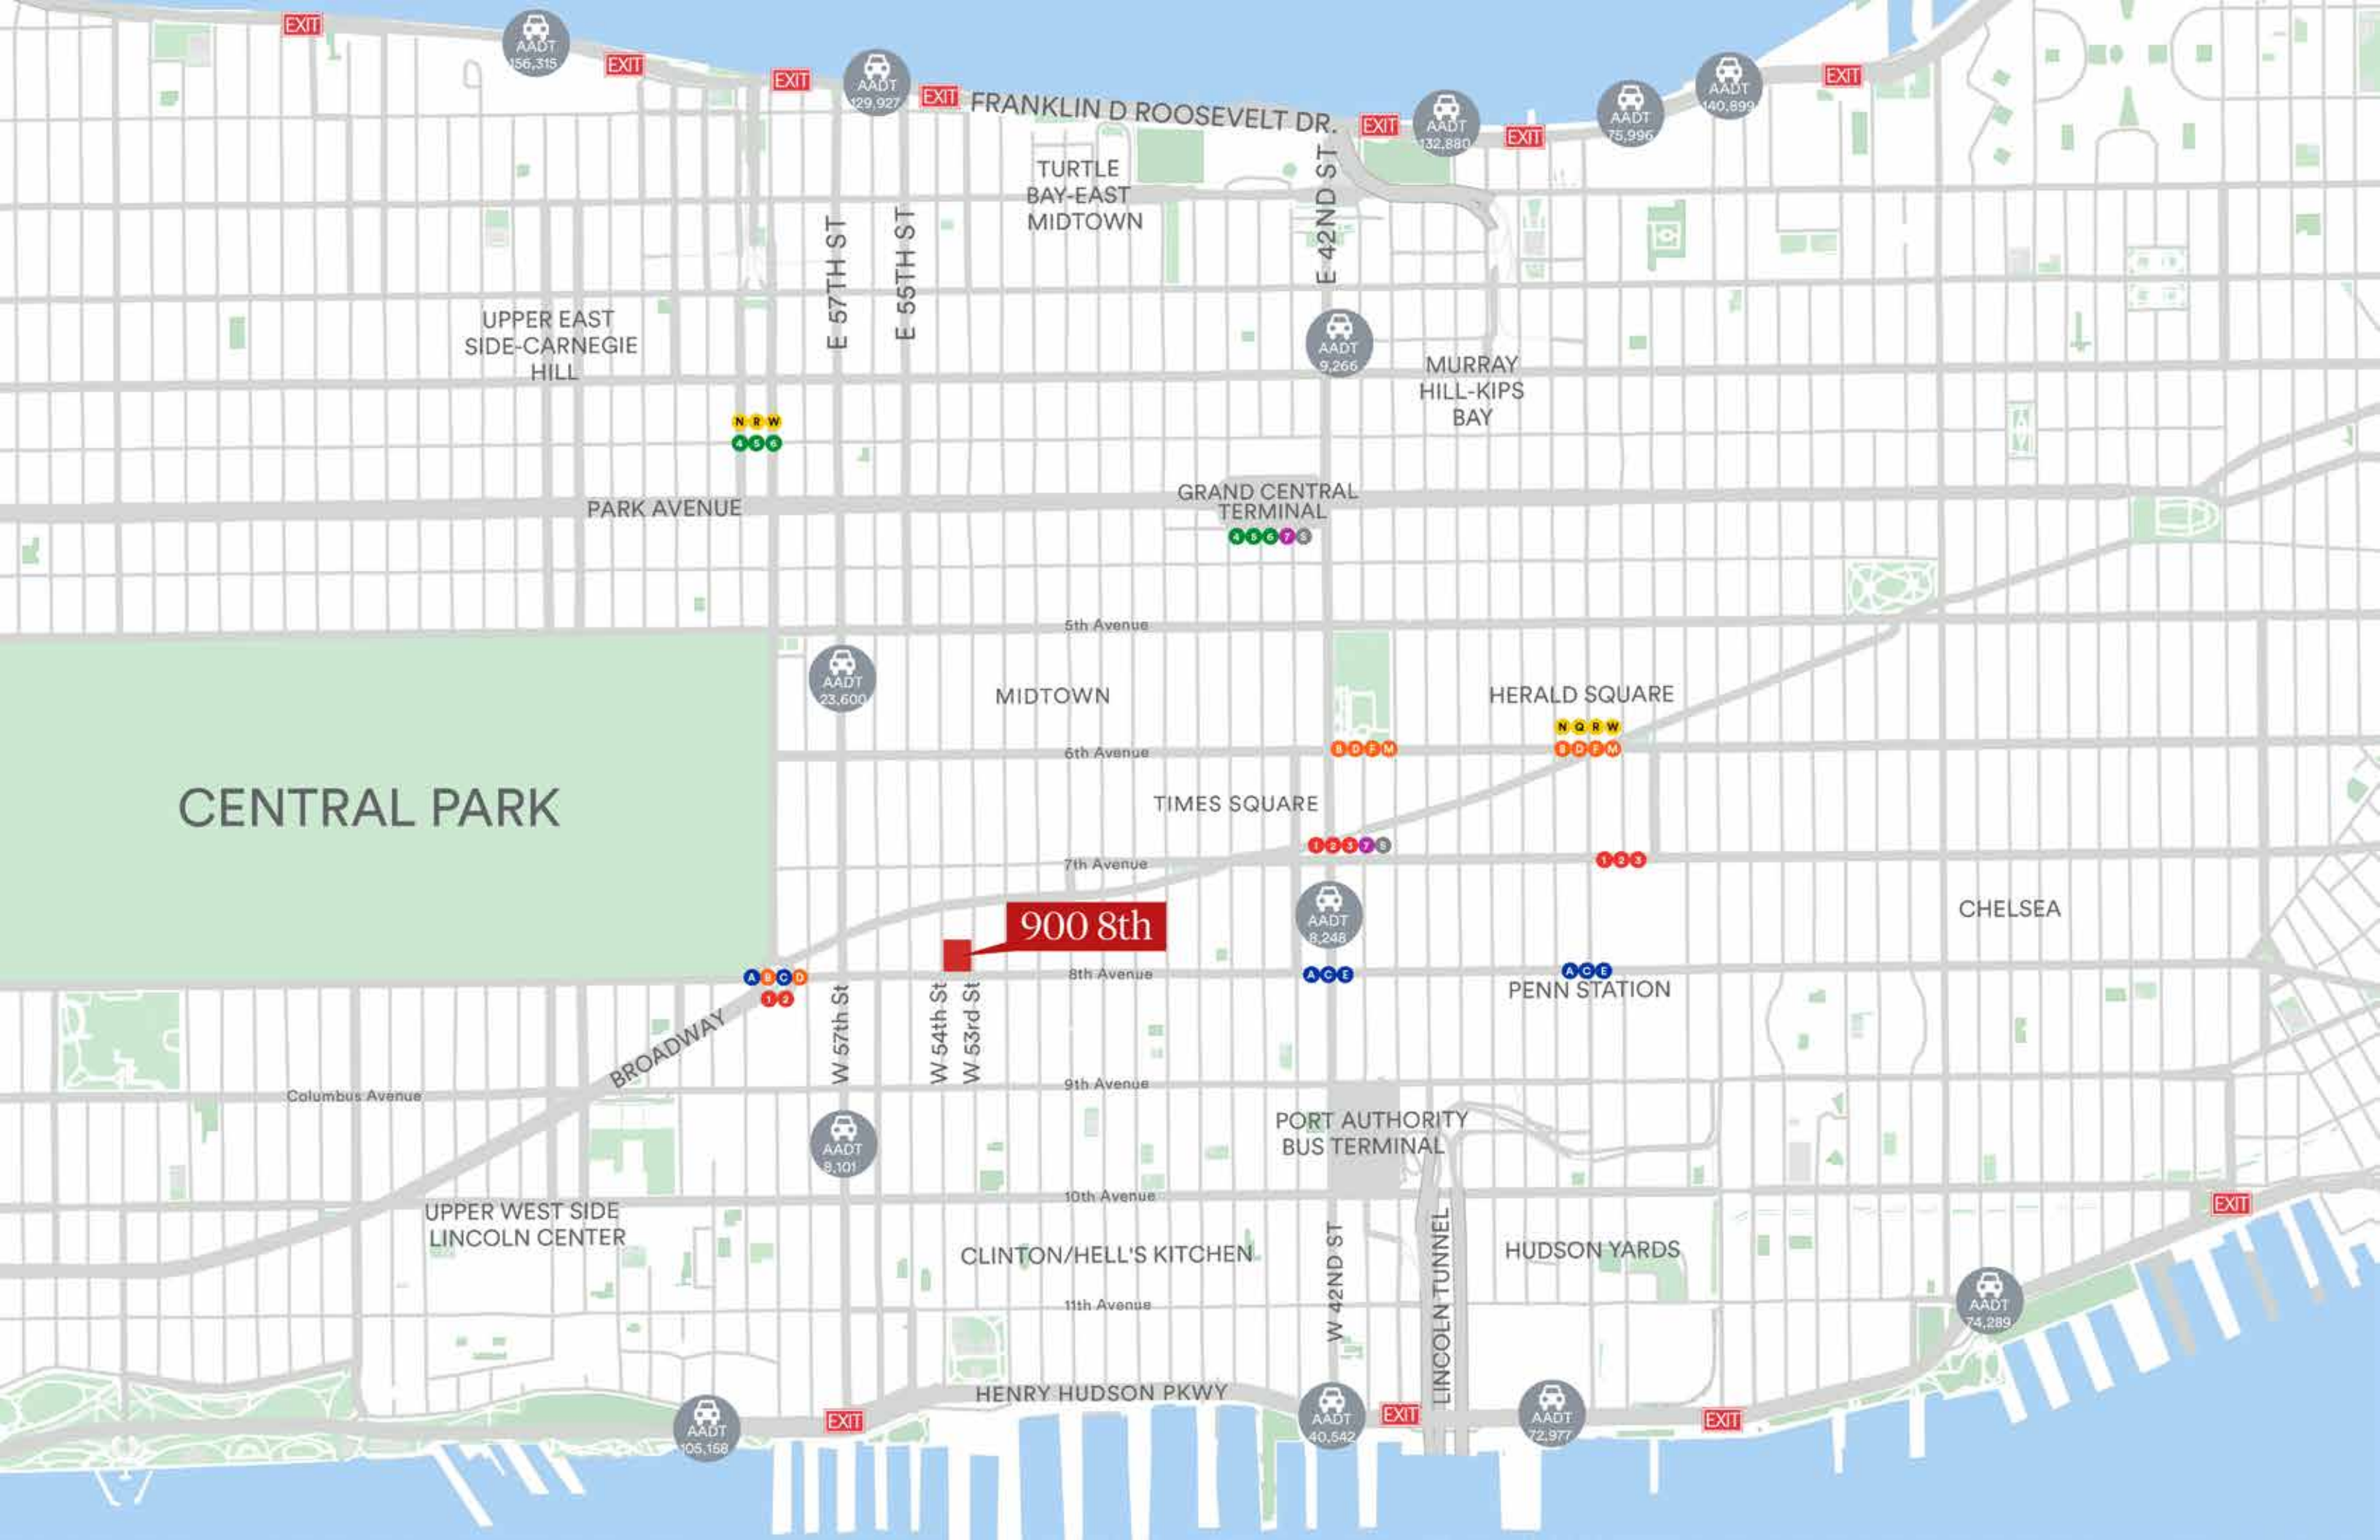 EXIT
AADT
156,315
EXIT
EXIT
AADT
129,927
EXIT
FRANKLIN D ROOSEVELT DR.
EXIT
AADT
132,880
EXIT
AADT
75,996
AADT
140,899
EXIT
TURTLE
BAY-EAST
MIDTOWN
E 57TH ST
E 55TH ST
E 42ND ST
UPPER EAST
SIDE-CARNEGIE
HILL
AADT
9,266
MURRAY
HILL-KIPS
BAY
N R W
4 5 6
PARK AVENUE
GRAND CENTRAL
TERMINAL
4 5 6 7 S
5th Avenue
AADT
23,600
MIDTOWN
HERALD SQUARE
N Q R W
B D F M
6th Avenue
B D F M
CENTRAL PARK
TIMES SQUARE
1 2 3 7 S
7th Avenue
1 2 3
900 8th
AADT
8,248
CHELSEA
A B C D
1 2
8th Avenue
A C E
A C E
PENN STATION
BROADWAY
W 57th St
W 54th St
W 53rd St
Columbus Avenue
9th Avenue
AADT
8,101
PORT AUTHORITY
BUS TERMINAL
10th Avenue
EXIT
UPPER WEST SIDE
LINCOLN CENTER
CLINTON/HELL'S KITCHEN
W 42ND ST
LINCOLN TUNNEL
HUDSON YARDS
11th Avenue
AADT
74,289
HENRY HUDSON PKWY
AADT
105,158
EXIT
AADT
40,542
EXIT
AADT
72,977
EXIT